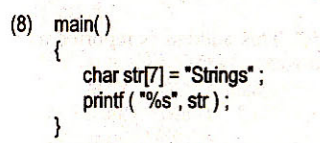 (8) main( )
{
char str[7] = "Strings" ;
printf ( "%s", str ) ;
}